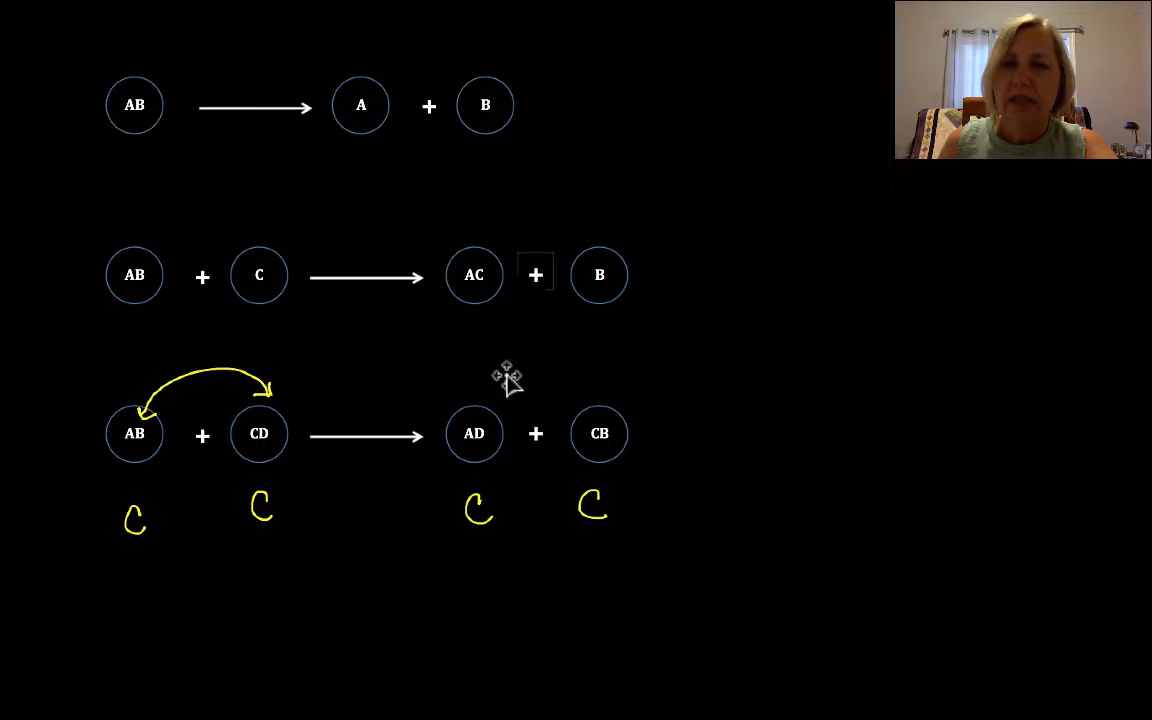 AB → A + B
AB + C → AC + B
AB + CD → AD + CB
C C C C